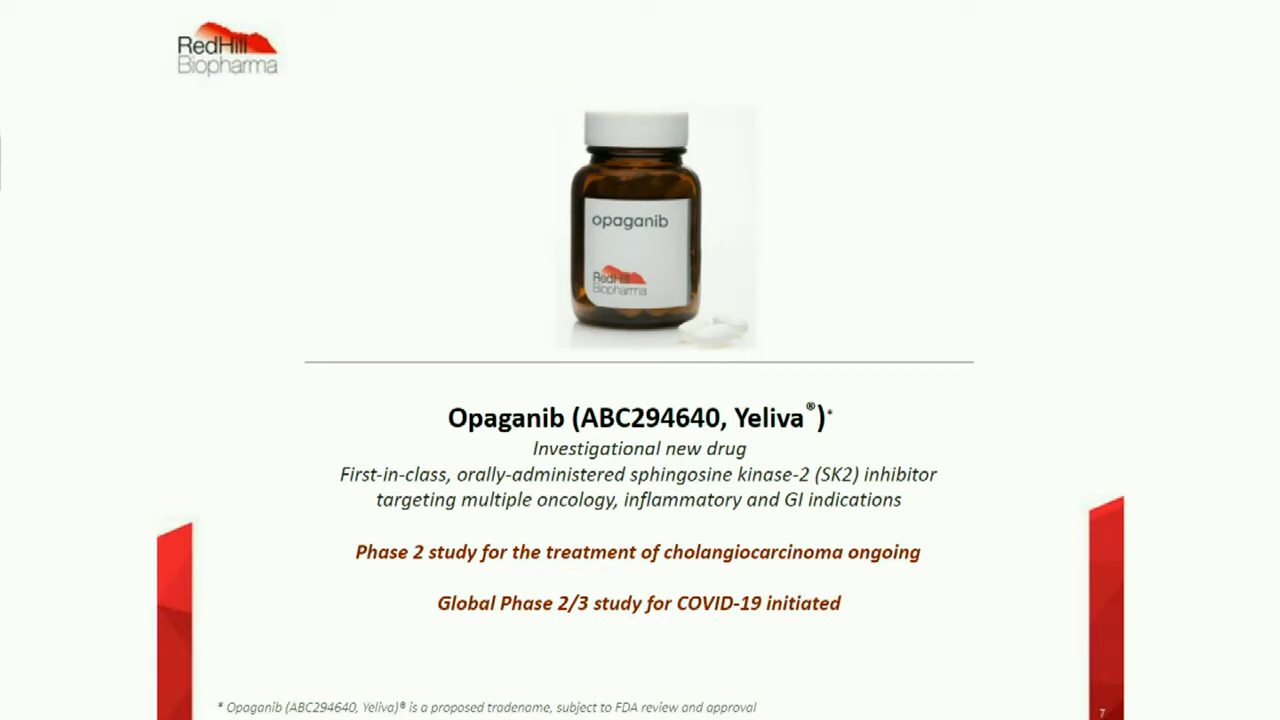 RedHill
Biopharma
opaganib
RedHill
Biopharma
Opaganib (ABC294640, Yeliva®)*
Investigational new drug
First-in-class, orally-administered sphingosine kinase-2 (SK2) inhibitor
targeting multiple oncology, inflammatory and GI indications
Phase 2 study for the treatment of cholangiocarcinoma ongoing
Global Phase 2/3 study for COVID-19 initiated
* Opaganib (ABC294640, Yeliva)® is a proposed tradename, subject to FDA review and approval
7